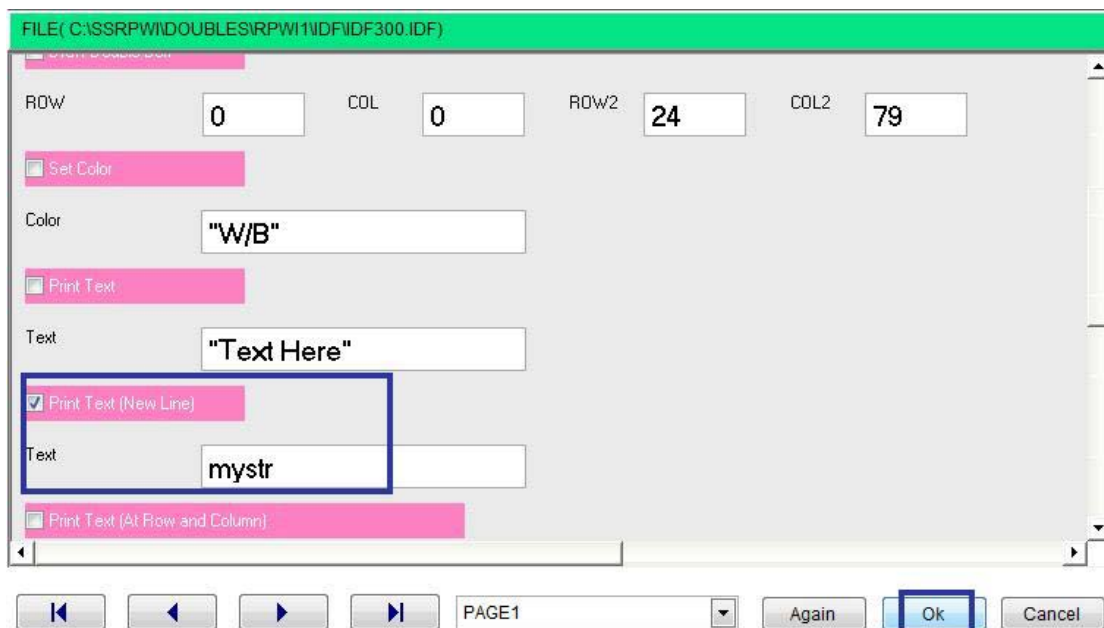 FILE( C:\SSRPWI\DOUBLES\RPWI1\IDF\IDF300.IDF)
ROW 0 COL 0 ROW2 24 COL2 79
Set Color
Color "W/B"
Print Text
Text "Text Here"
Print Text (New Line)
Text mystr
Print Text (At Row and Column)
PAGE1 Again Ok Cancel